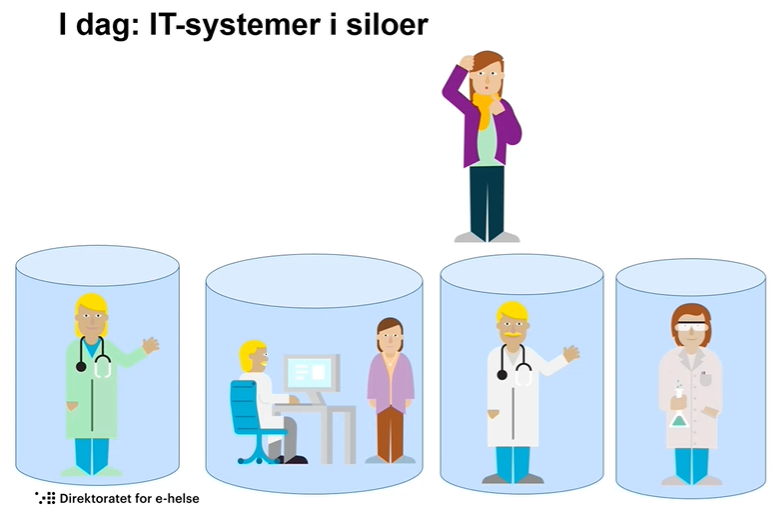 I dag: IT-systemer i siloer
Direktoratet for e-helse